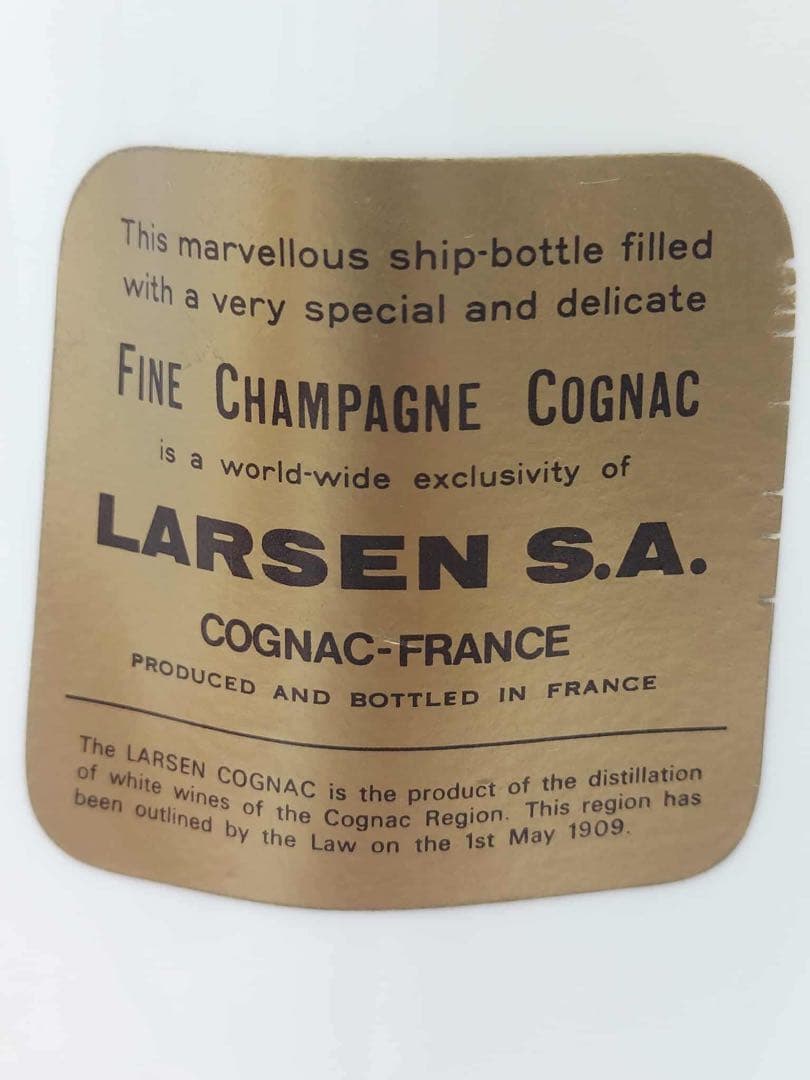 This marvellous ship-bottle filled
with a very special and delicate
FINE CHAMPAGNE COGNAC
is a world-wide exclusivity of
LARSEN S.A.
COGNAC-FRANCE
PRODUCED AND BOTTLED IN FRANCE
The LARSEN COGNAC is the product of the distillation
of white wines of the Cognac Region. This region has
been outlined by the Law on the 1st May 1909.